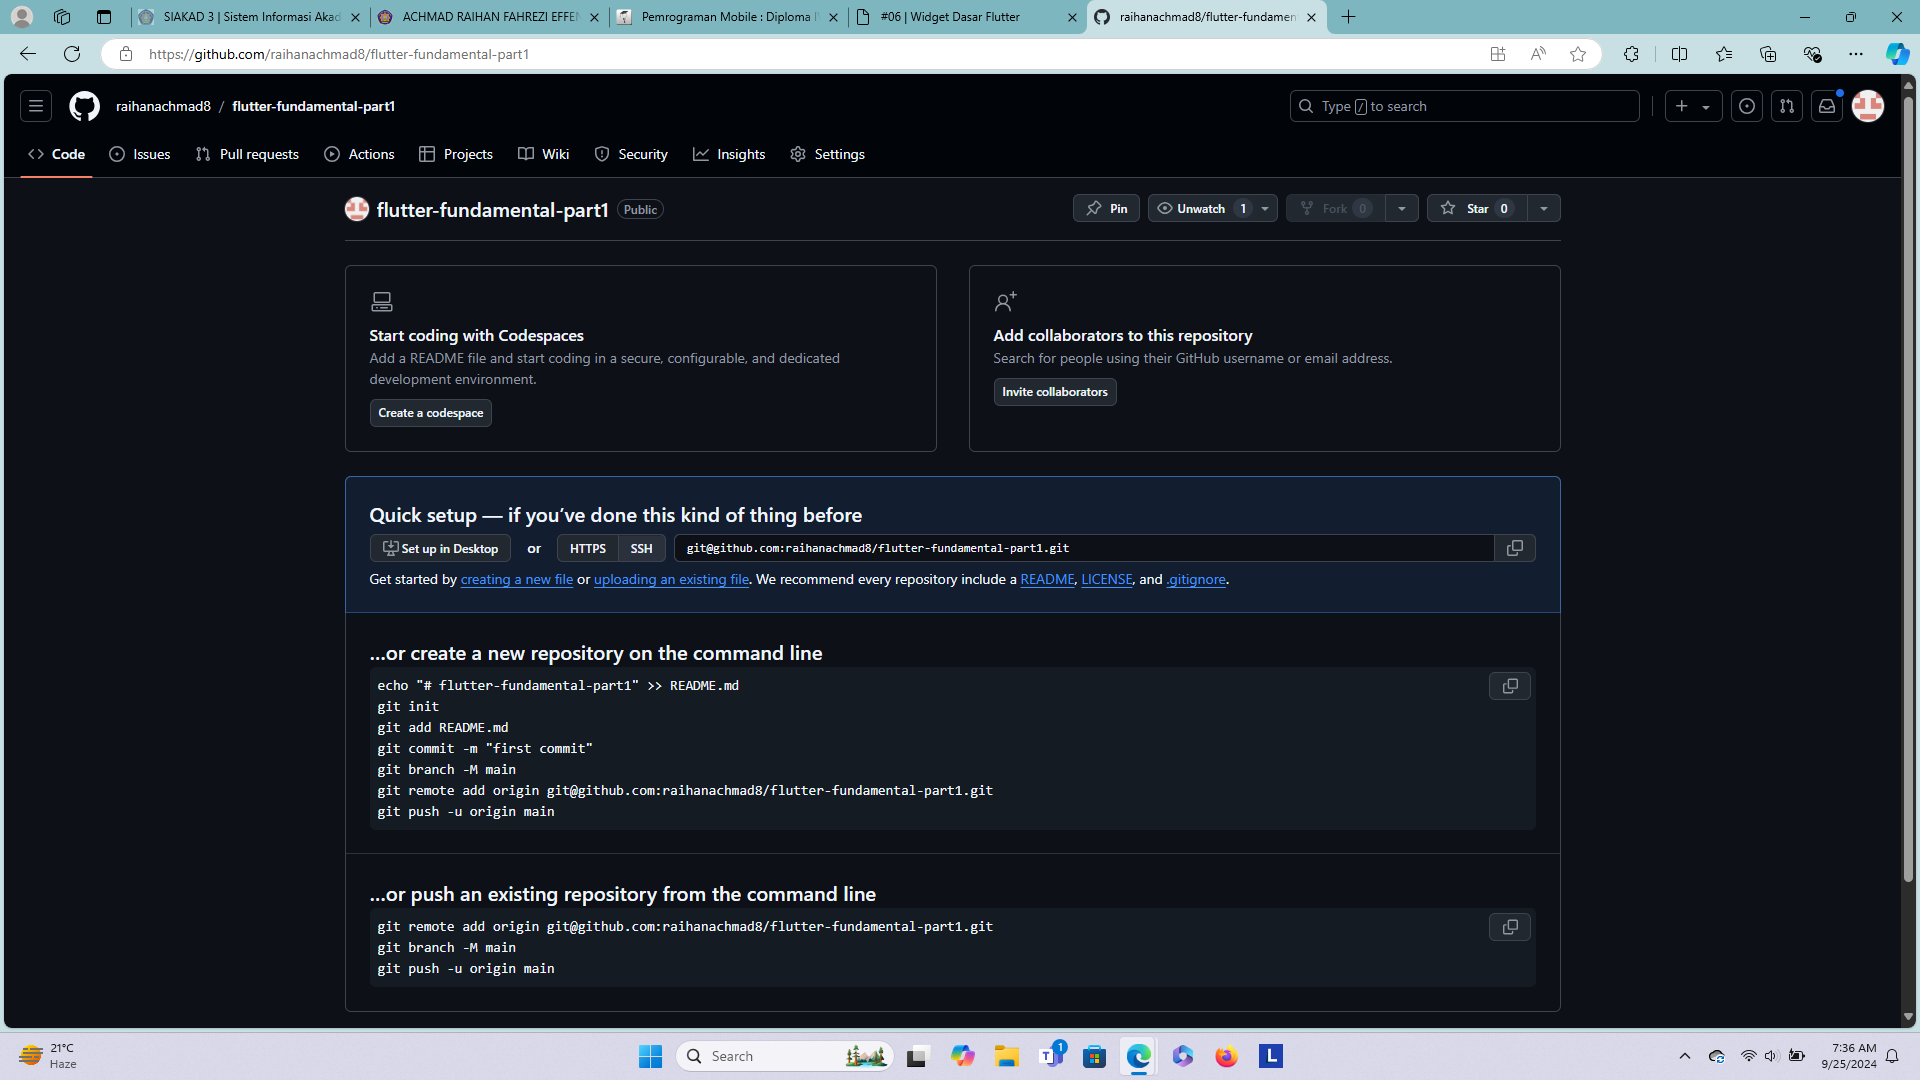 SIAKAD 3 | Sistem Informasi Akad
ACHMAD RAIHAN FAHREZI EFFEN
Pemrograman Mobile : Diploma IV
#06 | Widget Dasar Flutter
raihanachmad8/flutter-fundamen
https://github.com/raihanachmad8/flutter-fundamental-part1
raihanachmad8 / flutter-fundamental-part1
Type / to search
Code
Issues
Pull requests
Actions
Projects
Wiki
Security
Insights
Settings
flutter-fundamental-part1 Public
Pin
Unwatch 1
Fork 0
Star 0
Start coding with Codespaces
Add a README file and start coding in a secure, configurable, and dedicated
development environment.
Create a codespace
Add collaborators to this repository
Search for people using their GitHub username or email address.
Invite collaborators
Quick setup — if you’ve done this kind of thing before
Set up in Desktop or HTTPS SSH git@github.com:raihanachmad8/flutter-fundamental-part1.git
Get started by creating a new file or uploading an existing file. We recommend every repository include a README, LICENSE, and .gitignore.
…or create a new repository on the command line
echo "# flutter-fundamental-part1" >> README.md
git init
git add README.md
git commit -m "first commit"
git branch -M main
git remote add origin git@github.com:raihanachmad8/flutter-fundamental-part1.git
git push -u origin main
…or push an existing repository from the command line
git remote add origin git@github.com:raihanachmad8/flutter-fundamental-part1.git
git branch -M main
git push -u origin main
21°C
Haze
Search
1
L
7:36 AM
9/25/2024